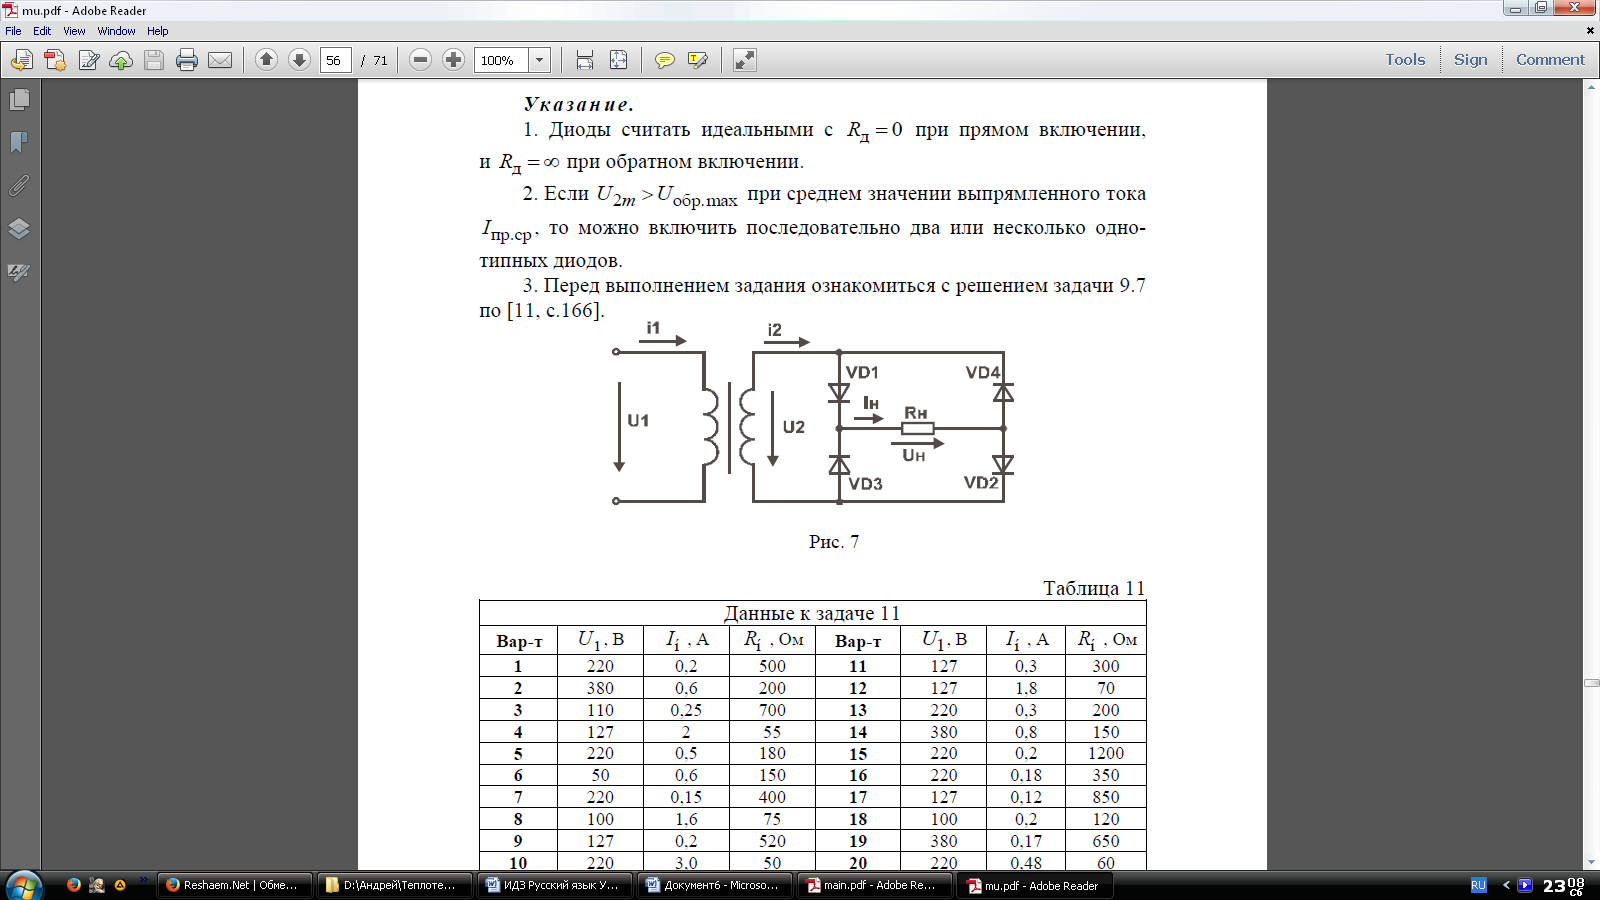 mu.pdf - Adobe Reader
File Edit View Window Help
56 / 71 100% Tools Sign Comment
Указание.
1. Диоды считать идеальными с Rд = 0 при прямом включении,
и Rд = ∞ при обратном включении.
2. Если U2m > Uобр.max при среднем значении выпрямленного тока
Iпр.ср, то можно включить последовательно два или несколько одно-
типных диодов.
3. Перед выполнением задания ознакомиться с решением задачи 9.7
по [11, с.166].
i1 i2
VD1 VD4
Iн Rн
U1 U2
Uн
VD3 VD2
Рис. 7
Таблица 11
Данные к задаче 11
Вар-т U1, В Ií , А Rí , Ом Вар-т U1, В Ií , А Rí , Ом
1 220 0,2 500 11 127 0,3 300
2 380 0,6 200 12 127 1,8 70
3 110 0,25 700 13 220 0,3 200
4 127 2 55 14 380 0,8 150
5 220 0,5 180 15 220 0,2 1200
6 50 0,6 150 16 220 0,18 350
7 220 0,15 400 17 127 0,12 850
8 100 1,6 75 18 100 0,2 120
9 127 0,2 520 19 380 0,17 650
10 220 3,0 50 20 220 0,48 60
Reshaem.Net | Обме... D:\Андрей\Теплоте... ИДЗ Русский язык У... Документ6 - Microso... main.pdf - Adobe Re... mu.pdf - Adobe Reader RU 23 08 Сб